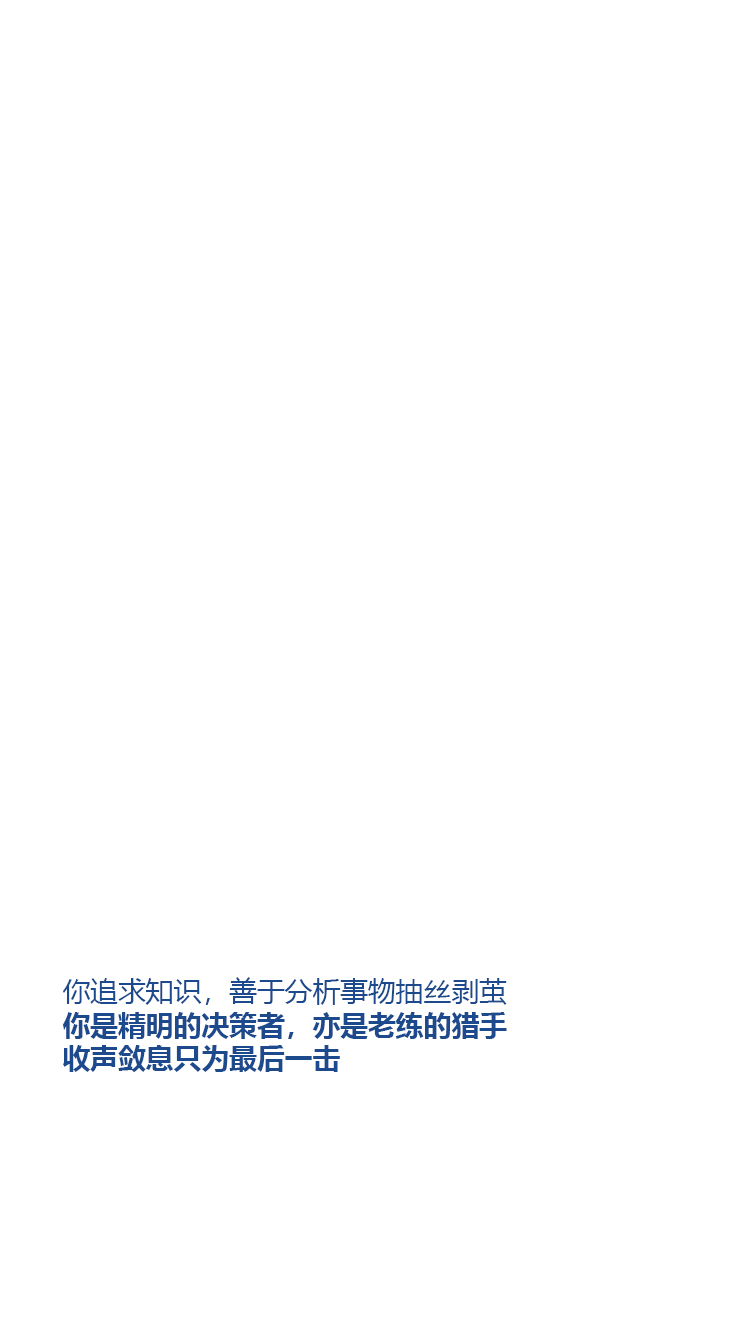 你追求知识，善于分析事物抽丝剥茧
你是精明的决策者，亦是老练的猎手
收声敛息只为最后一击